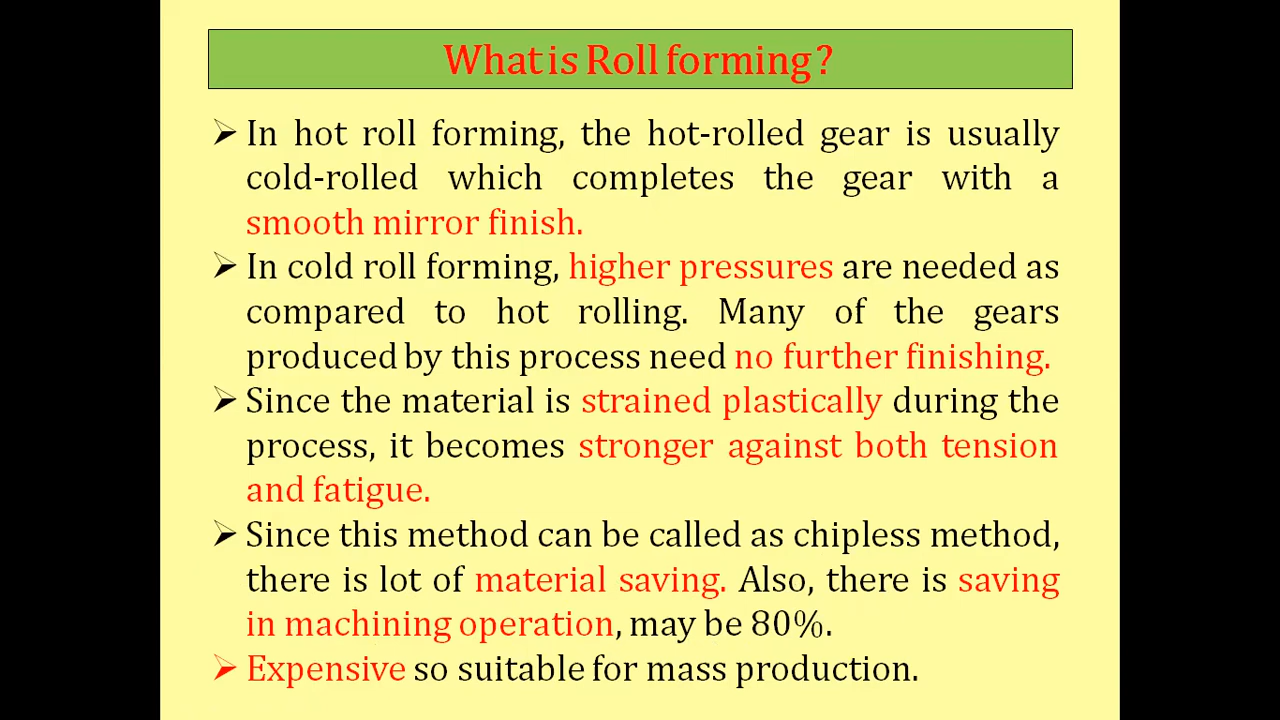 What is Roll forming?
➢ In hot roll forming, the hot-rolled gear is usually
cold-rolled which completes the gear with a
smooth mirror finish.
➢ In cold roll forming, higher pressures are needed as
compared to hot rolling. Many of the gears
produced by this process need no further finishing.
➢ Since the material is strained plastically during the
process, it becomes stronger against both tension
and fatigue.
➢ Since this method can be called as chipless method,
there is lot of material saving. Also, there is saving
in machining operation, may be 80%.
➢ Expensive so suitable for mass production.